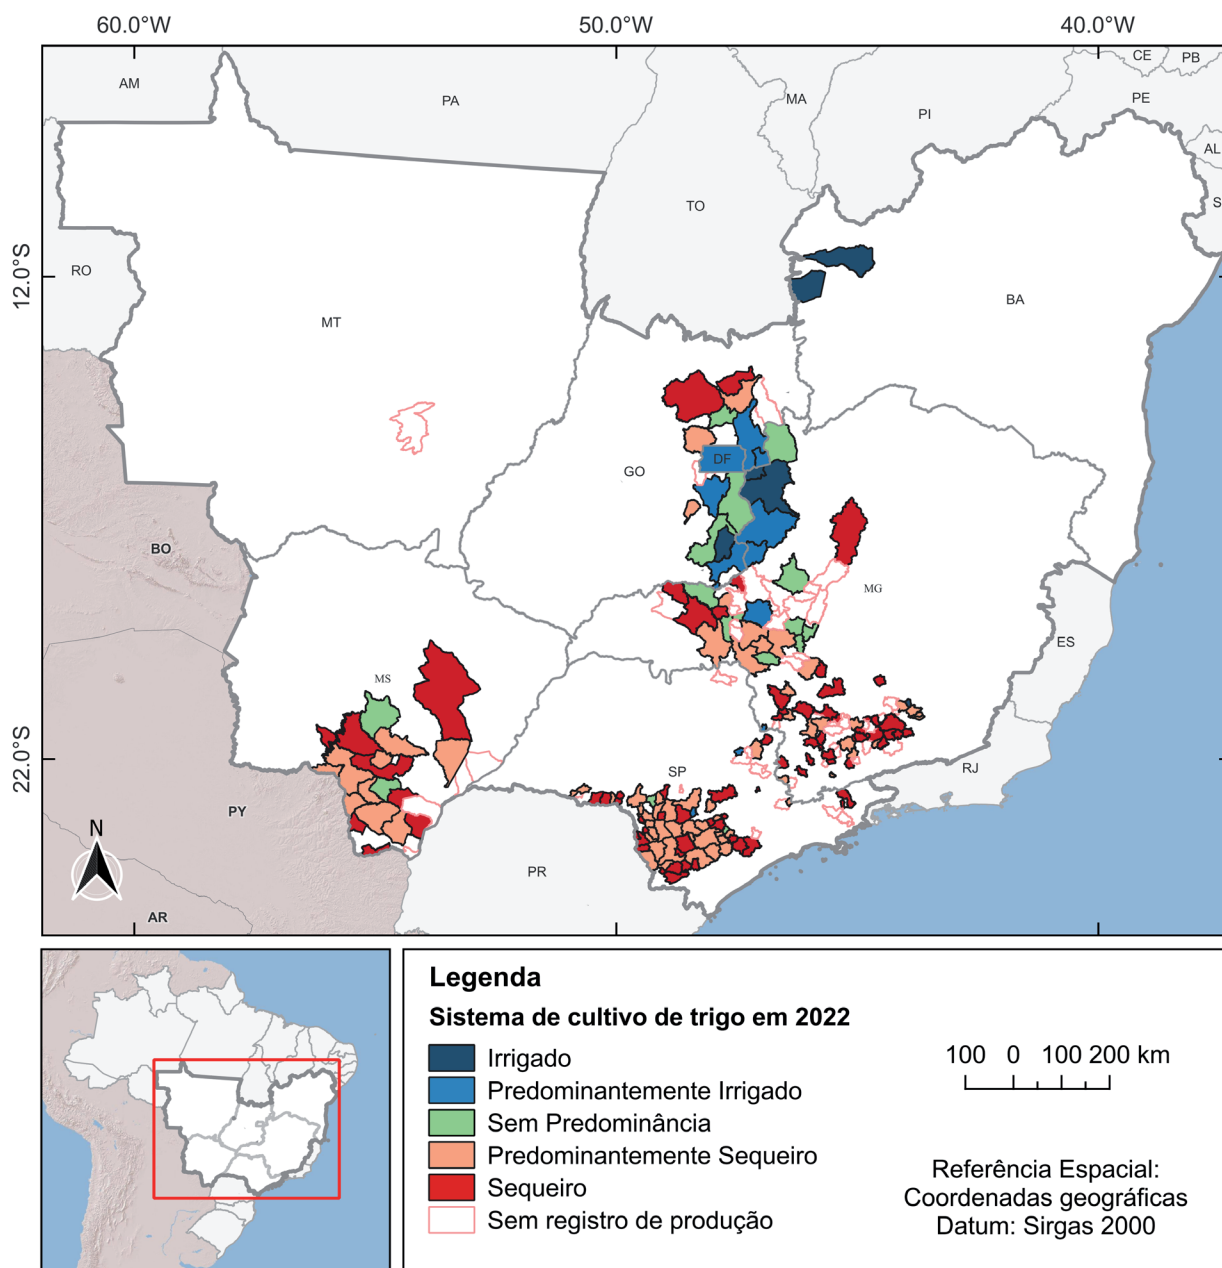 60.0°W
50.0°W
40.0°W
AM
PA
MA
PI
CE
PB
PE
AL
S
TO
12.0°S
RO
MT
BA
GO
DF
BO
MG
ES
MS
22.0°S
SP
RJ
PY
N
PR
AR
Legenda
Sistema de cultivo de trigo em 2022
Irrigado
Predominantemente Irrigado
Sem Predominância
Predominantemente Sequeiro
Sequeiro
Sem registro de produção
100 0 100 200 km
Referência Espacial:
Coordenadas geográficas
Datum: Sirgas 2000